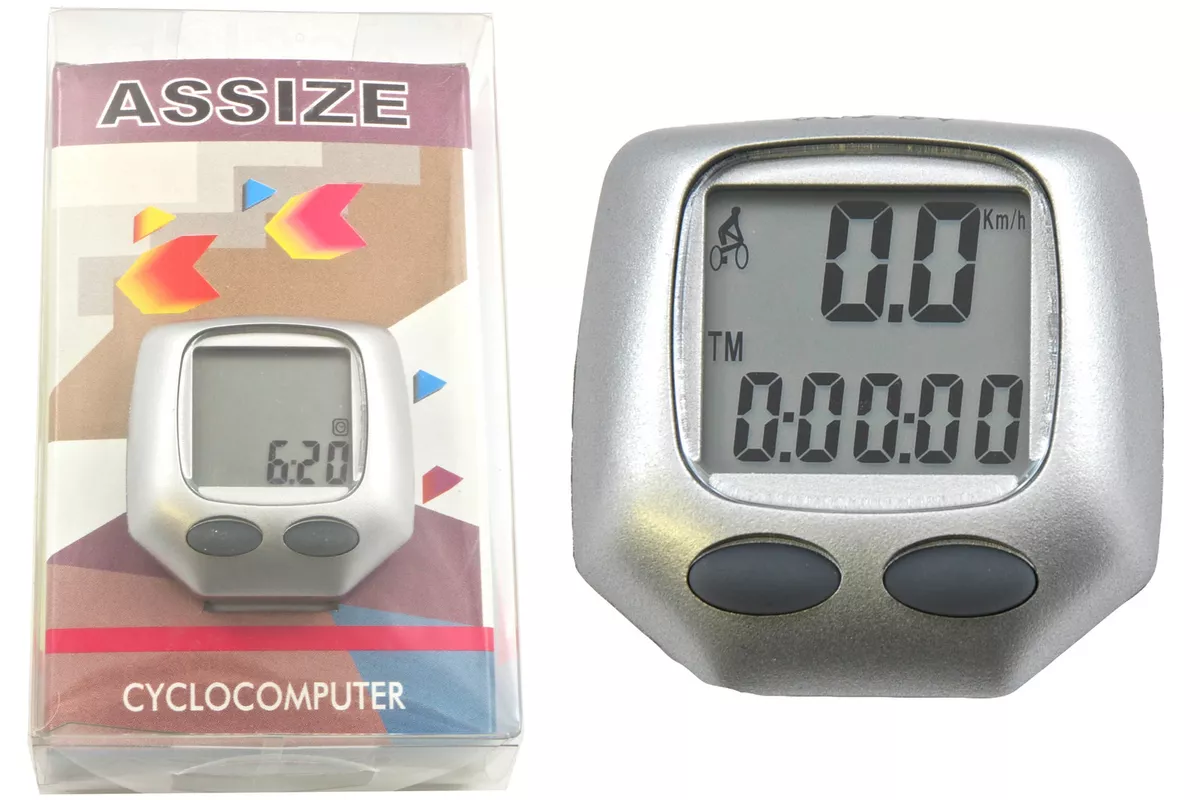 ASSIZE
6:20
CYCLOCOMPUTER
0.0 Km/h
TM
0:00:00